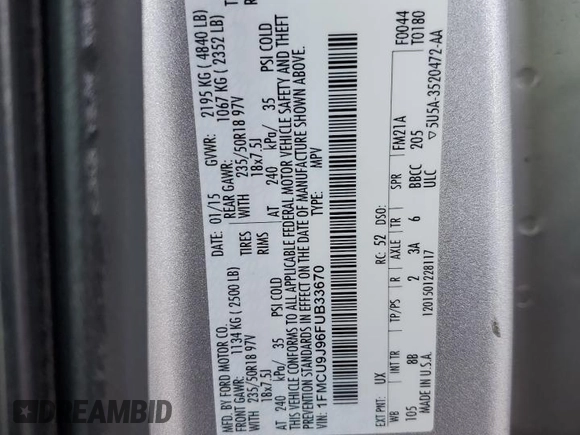 MFD. BY FORD MOTOR CO.
DATE: 01/15 GVWR: 2195 KG ( 4840 LB)
FRONT GAWR: 1134 KG ( 2500 LB) REAR GAWR: 1067 KG ( 2352 LB)
WITH 235/50R18 97V TIRES WITH 235/50R18 97V
18x7.5J RIMS 18x7.5J
AT 240 kPa/ 35 PSI COLD AT 240 kPa/ 35 PSI COLD
THIS VEHICLE CONFORMS TO ALL APPLICABLE FEDERAL MOTOR VEHICLE SAFETY AND THEFT
PREVENTION STANDARDS IN EFFECT ON THE DATE OF MANUFACTURE SHOWN ABOVE.
VIN: 1FMCU9J96FUB33670 TYPE: MPV
F0044
T0180
EXT PNT: UX RC: 52 DSO: FM21A
WB INT TR TP/PS R AXLE TR SPR
105 8B 2 3A 6 BBCC 205
MADE IN U.S.A. 1201501228117 ULC ▽5U5A-3520472-AA
IAAI
DatabaseAmbid